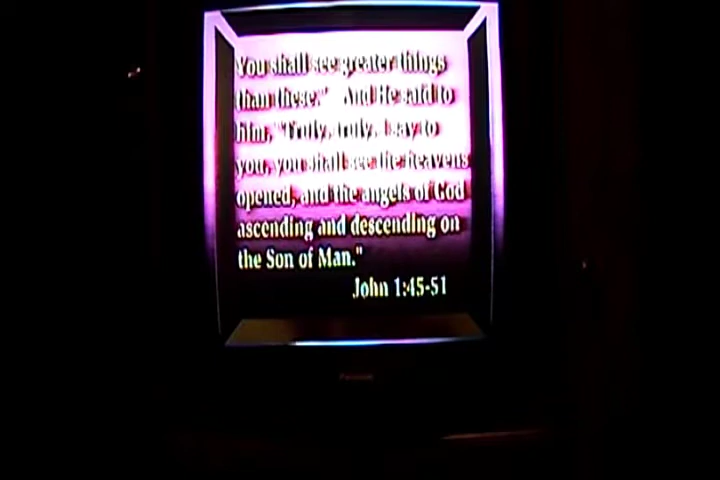 You shall see greater things
than these." And He said to
him, "Truly, truly, I say to
you, you shall see the heavens
opened, and the angels of God
ascending and descending on
the Son of Man."
John 1:45-51